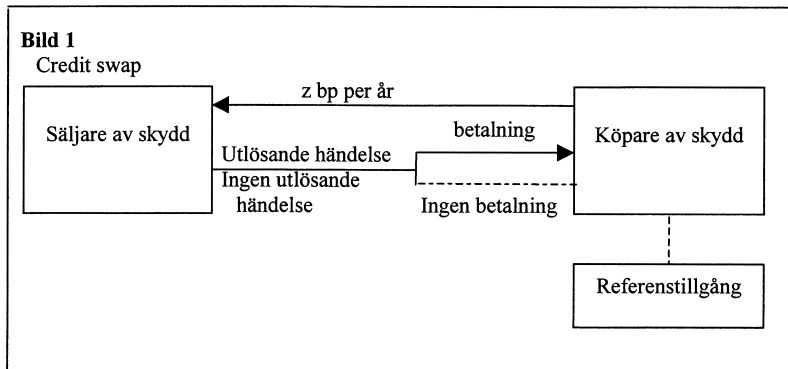 Bild 1
Credit swap
z bp per år
Säljare av skydd
betalning
Köpare av skydd
Utlösande händelse
Ingen utlösande
händelse
Ingen betalning
Referenstillgång